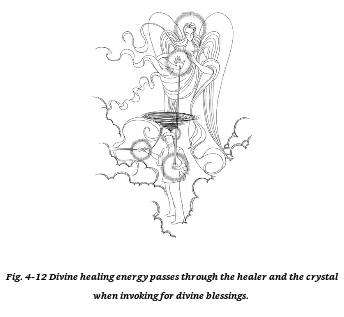 Fig. 4-12 Divine healing energy passes through the healer and the crystal
when invoking for divine blessings.